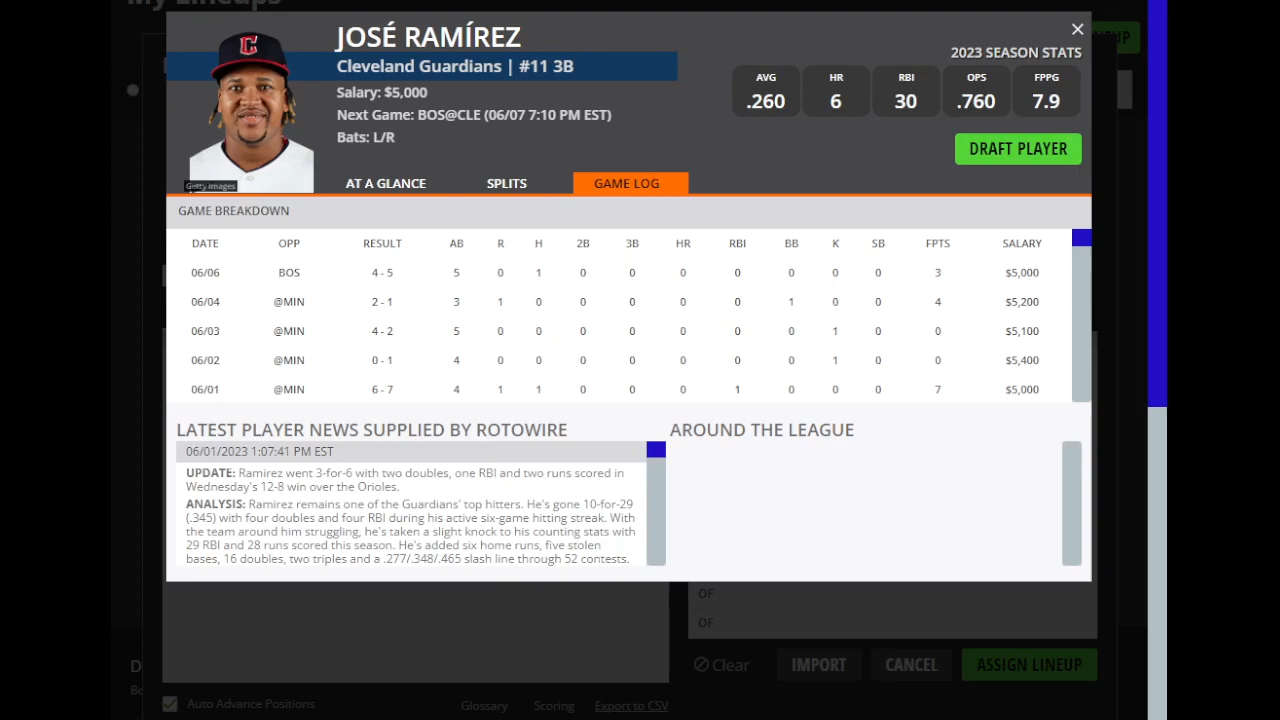 My Lineups
JOSÉ RAMÍREZ
Cleveland Guardians | #11 3B
Salary: $5,000
Next Game: BOS@CLE (06/07 7:10 PM EST)
Bats: L/R
Getty images
2023 SEASON STATS
AVG HR RBI OPS FPPG
.260 6 30 .760 7.9
DRAFT PLAYER
AT A GLANCE SPLITS GAME LOG
GAME BREAKDOWN
DATE OPP RESULT AB R H 2B 3B HR RBI BB K SB FPTS SALARY
06/06 BOS 4 - 5 5 0 1 0 0 0 0 0 0 0 3 $5,000
06/04 @MIN 2 - 1 3 1 0 0 0 0 0 1 0 0 4 $5,200
06/03 @MIN 4 - 2 5 0 0 0 0 0 0 0 1 0 0 $5,100
06/02 @MIN 0 - 1 4 0 0 0 0 0 0 0 1 0 0 $5,400
06/01 @MIN 6 - 7 4 1 1 0 0 0 1 0 0 0 7 $5,000
LATEST PLAYER NEWS SUPPLIED BY ROTOWIRE
06/01/2023 1:07:41 PM EST
UPDATE: Ramirez went 3-for-6 with two doubles, one RBI and two runs scored in
Wednesday's 12-8 win over the Orioles.
ANALYSIS: Ramirez remains one of the Guardians' top hitters. He's gone 10-for-29
(.345) with four doubles and four RBI during his active six-game hitting streak. With
the team around him struggling, he's taken a slight knock to his counting stats with
29 RBI and 28 runs scored this season. He's added six home runs, five stolen
bases, 16 doubles, two triples and a .277/.348/.465 slash line through 52 contests.
AROUND THE LEAGUE
OF
OF
Clear IMPORT CANCEL ASSIGN LINEUP
Auto Advance Positions Glossary Scoring Export to CSV